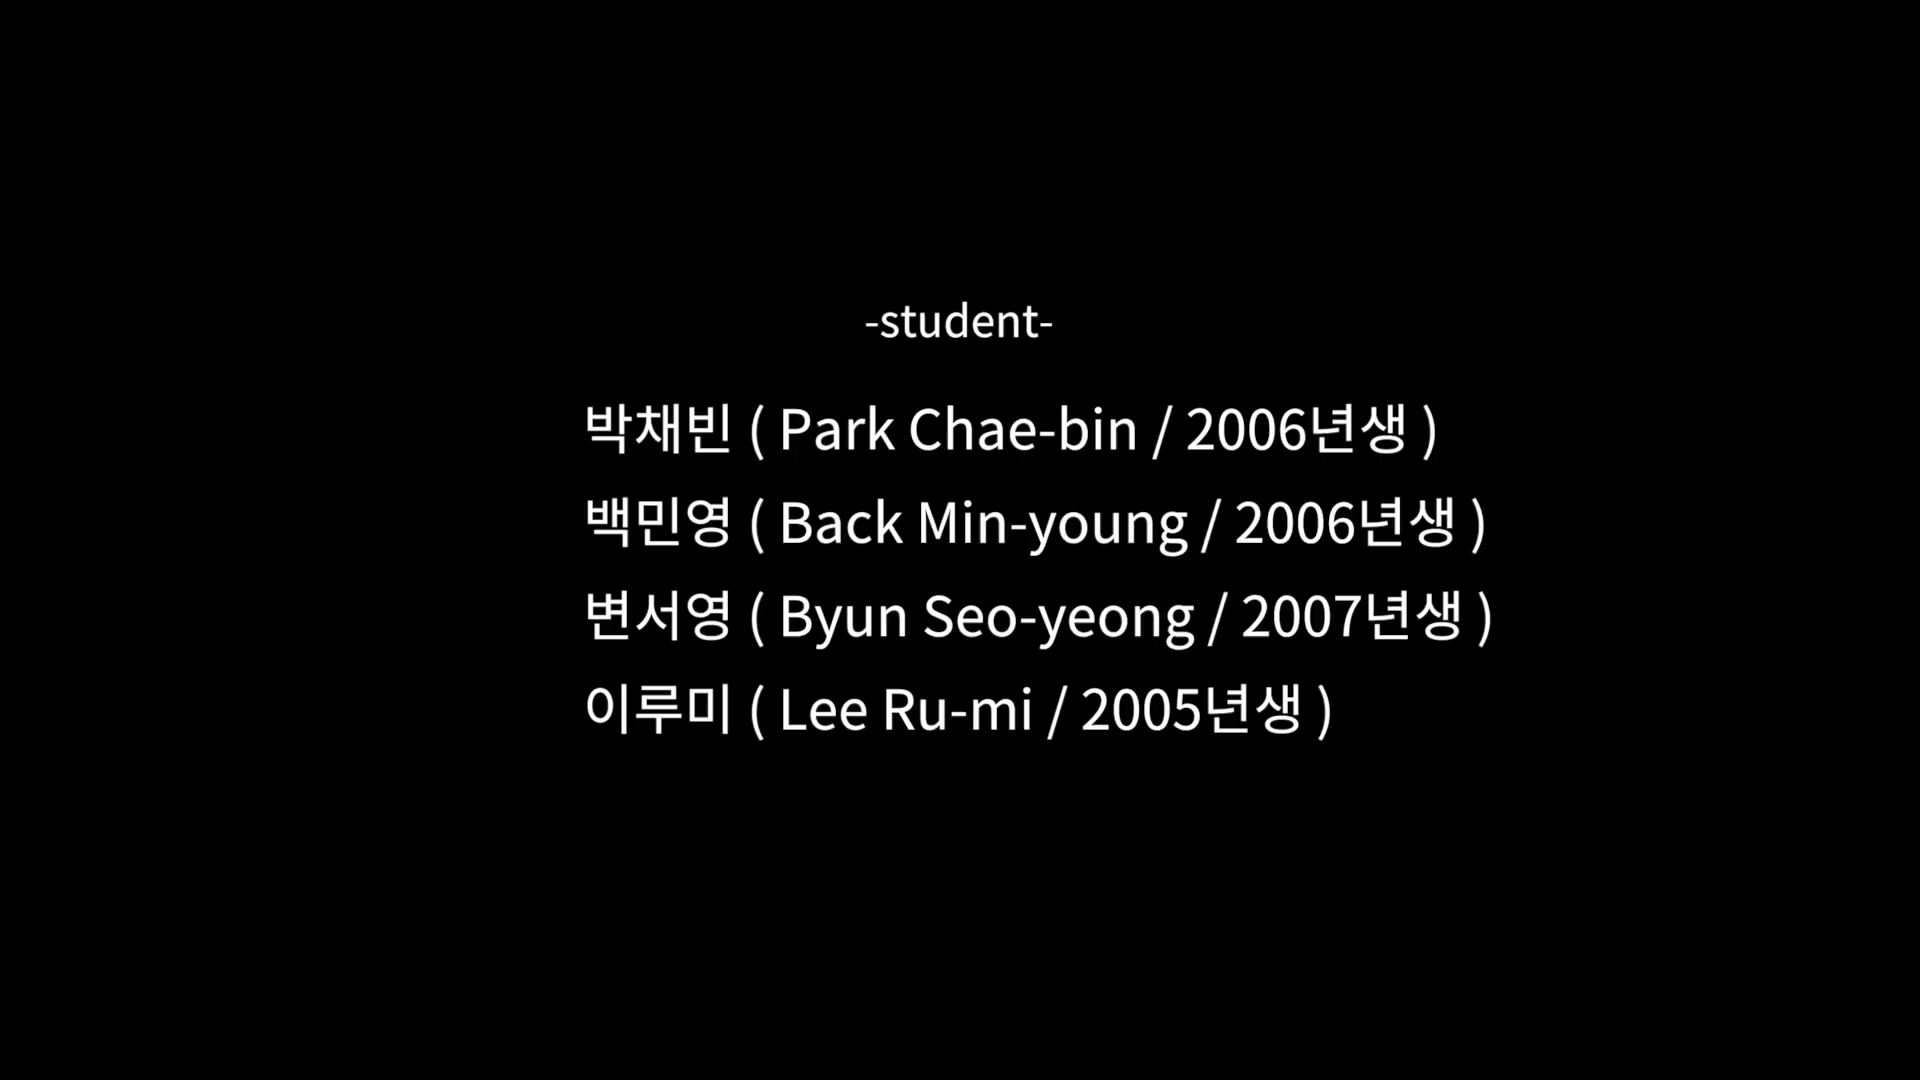 -student-
박채빈 ( Park Chae-bin / 2006년생 )
백민영 ( Back Min-young / 2006년생 )
변서영 ( Byun Seo-yeong / 2007년생 )
이루미 ( Lee Ru-mi / 2005년생 )